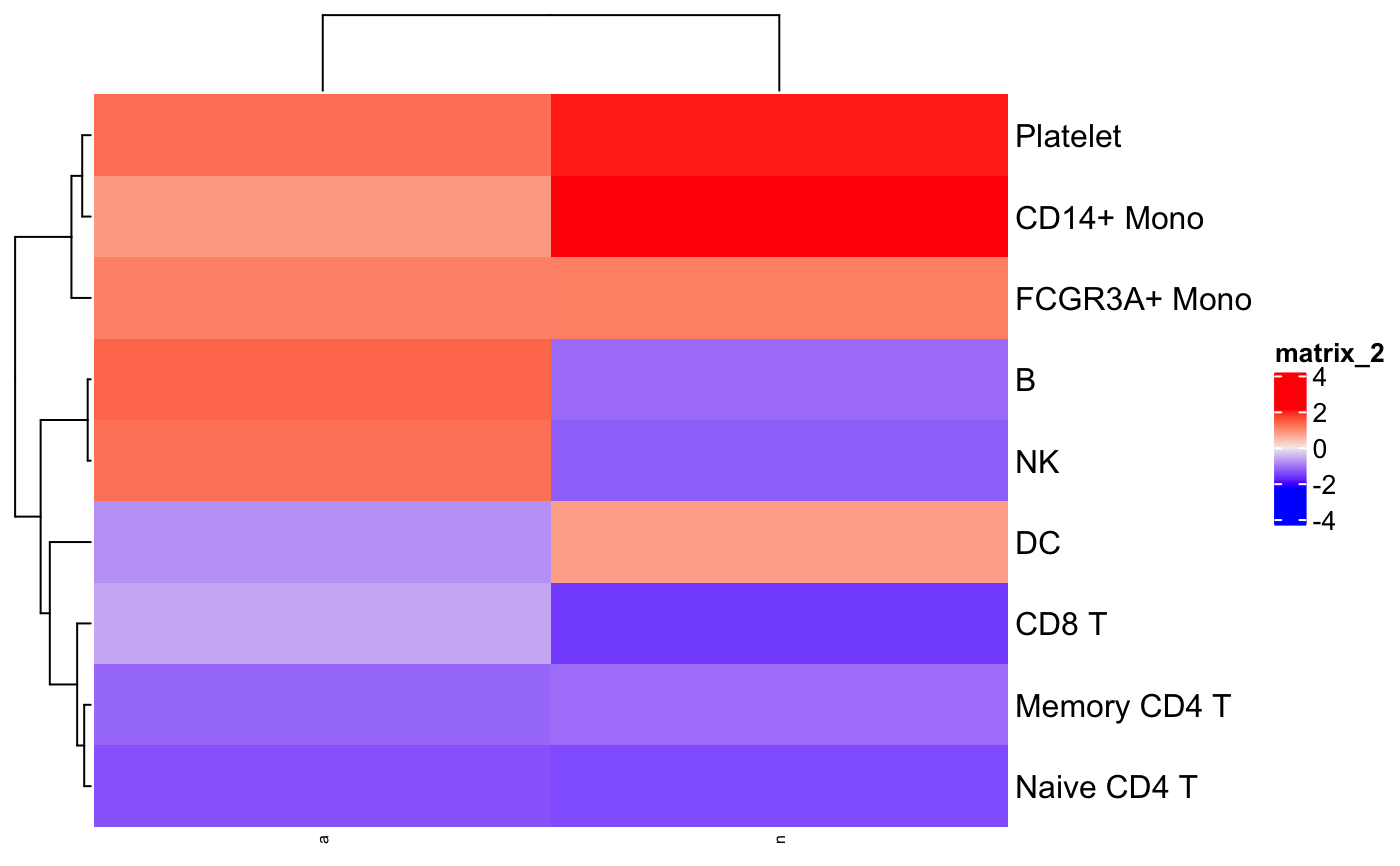 Platelet
CD14+ Mono
FCGR3A+ Mono
B
NK
DC
CD8 T
Memory CD4 T
Naive CD4 T
matrix_2
4
2
0
-2
-4
a
n